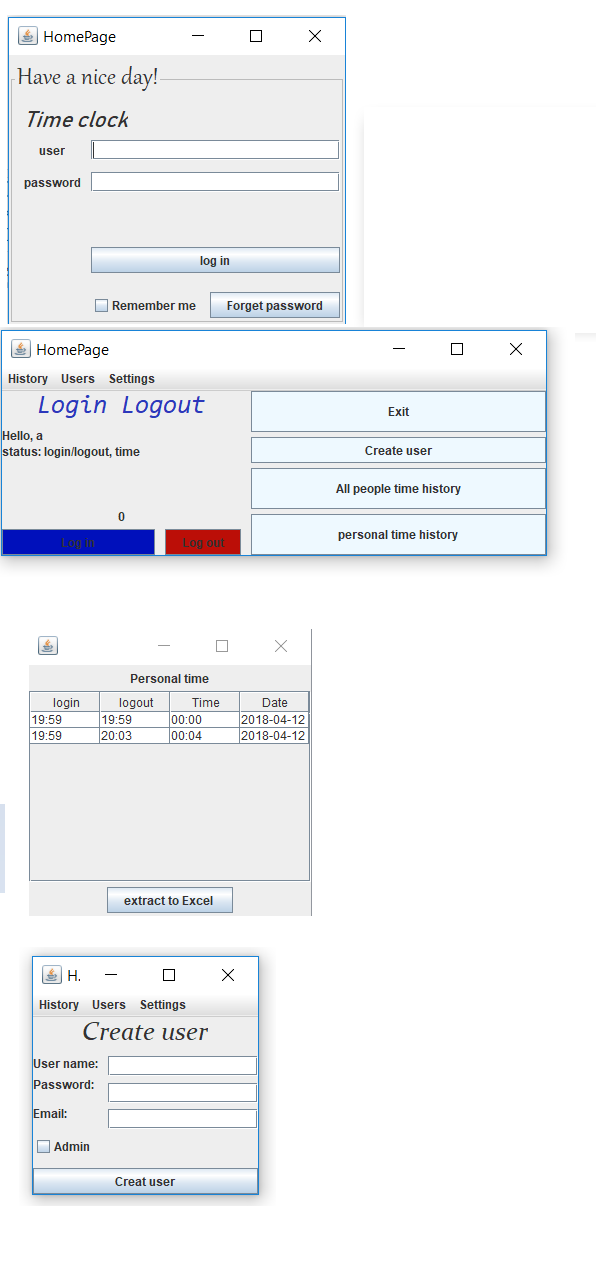 HomePage
Have a nice day!
Time clock
user
password
log in
Remember me Forget password
HomePage
History Users Settings
Login Logout
Hello, a
status: login/logout, time
0
Log in Log out
Exit
Create user
All people time history
personal time history
Personal time
login logout Time Date
19:59 19:59 00:00 2018-04-12
19:59 20:03 00:04 2018-04-12
extract to Excel
H.
History Users Settings
Create user
User name:
Password:
Email:
Admin
Creat user